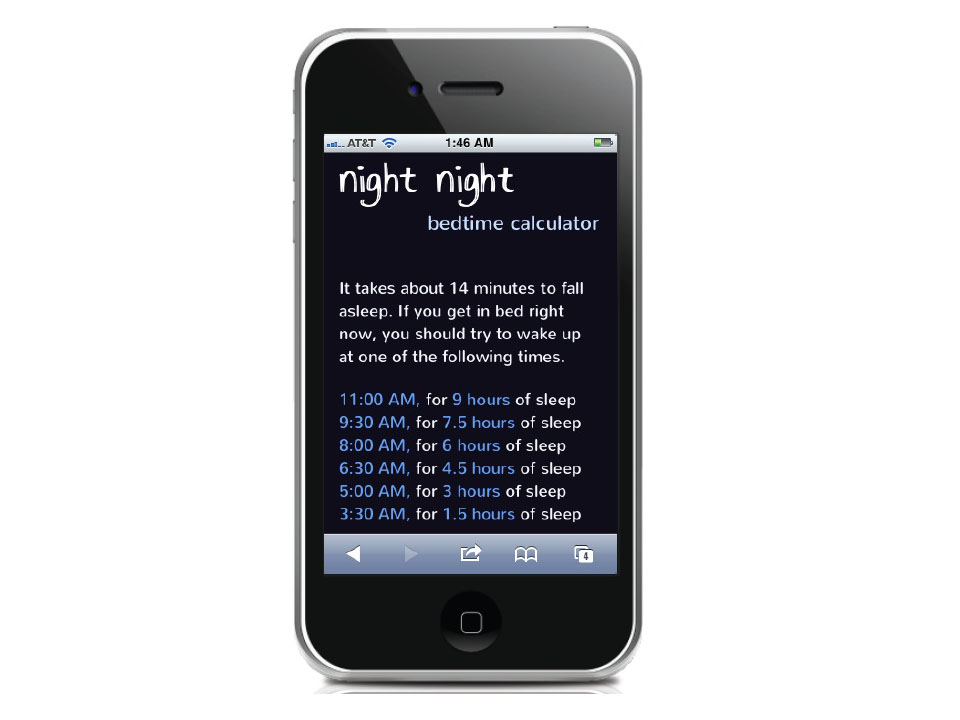 AT&T 1:46 AM
night night
bedtime calculator
It takes about 14 minutes to fall
asleep. If you get in bed right
now, you should try to wake up
at one of the following times.
11:00 AM, for 9 hours of sleep
9:30 AM, for 7.5 hours of sleep
8:00 AM, for 6 hours of sleep
6:30 AM, for 4.5 hours of sleep
5:00 AM, for 3 hours of sleep
3:30 AM, for 1.5 hours of sleep
4